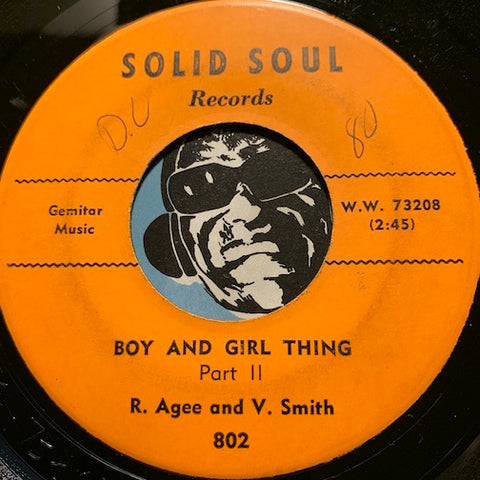 SOLID SOUL
Records
D.U 80
Gemitar
Music
W.W. 73208
(2:45)
BOY AND GIRL THING
Part II
R. Agee and V. Smith
802